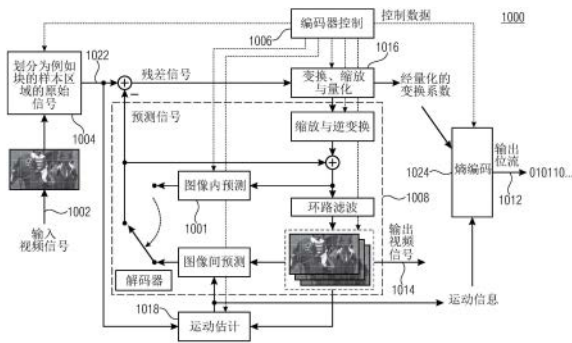 编码器控制
1006
控制数据
1000
划分为例如
块的样本区
域的原始
信号
1004
1022
残差信号
1016
变换、缩放
与量化
经量化的
变换系数
预测信号
缩放与逆变换
图像内预测
1001
环路滤波
1008
1024
熵编码
输出
位流
1012
010110...
1002
输入
视频信号
图像间预测
解码器
输出
视频
信号
1014
1018
运动估计
运动信息